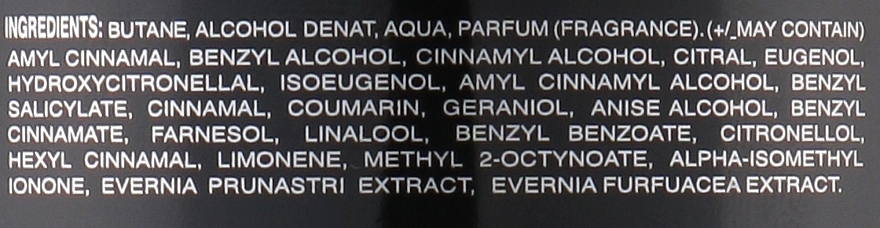 INGREDIENTS: BUTANE, ALCOHOL DENAT, AQUA, PARFUM (FRAGRANCE).(+/_MAY CONTAIN)
AMYL CINNAMAL, BENZYL ALCOHOL, CINNAMYL ALCOHOL, CITRAL, EUGENOL,
HYDROXYCITRONELLAL, ISOEUGENOL, AMYL CINNAMYL ALCOHOL, BENZYL
SALICYLATE, CINNAMAL, COUMARIN, GERANIOL, ANISE ALCOHOL, BENZYL
CINNAMATE, FARNESOL, LINALOOL, BENZYL BENZOATE, CITRONELLOL,
HEXYL CINNAMAL, LIMONENE, METHYL 2-OCTYNOATE, ALPHA-ISOMETHYL
IONONE, EVERNIA PRUNASTRI EXTRACT, EVERNIA FURFUACEA EXTRACT.